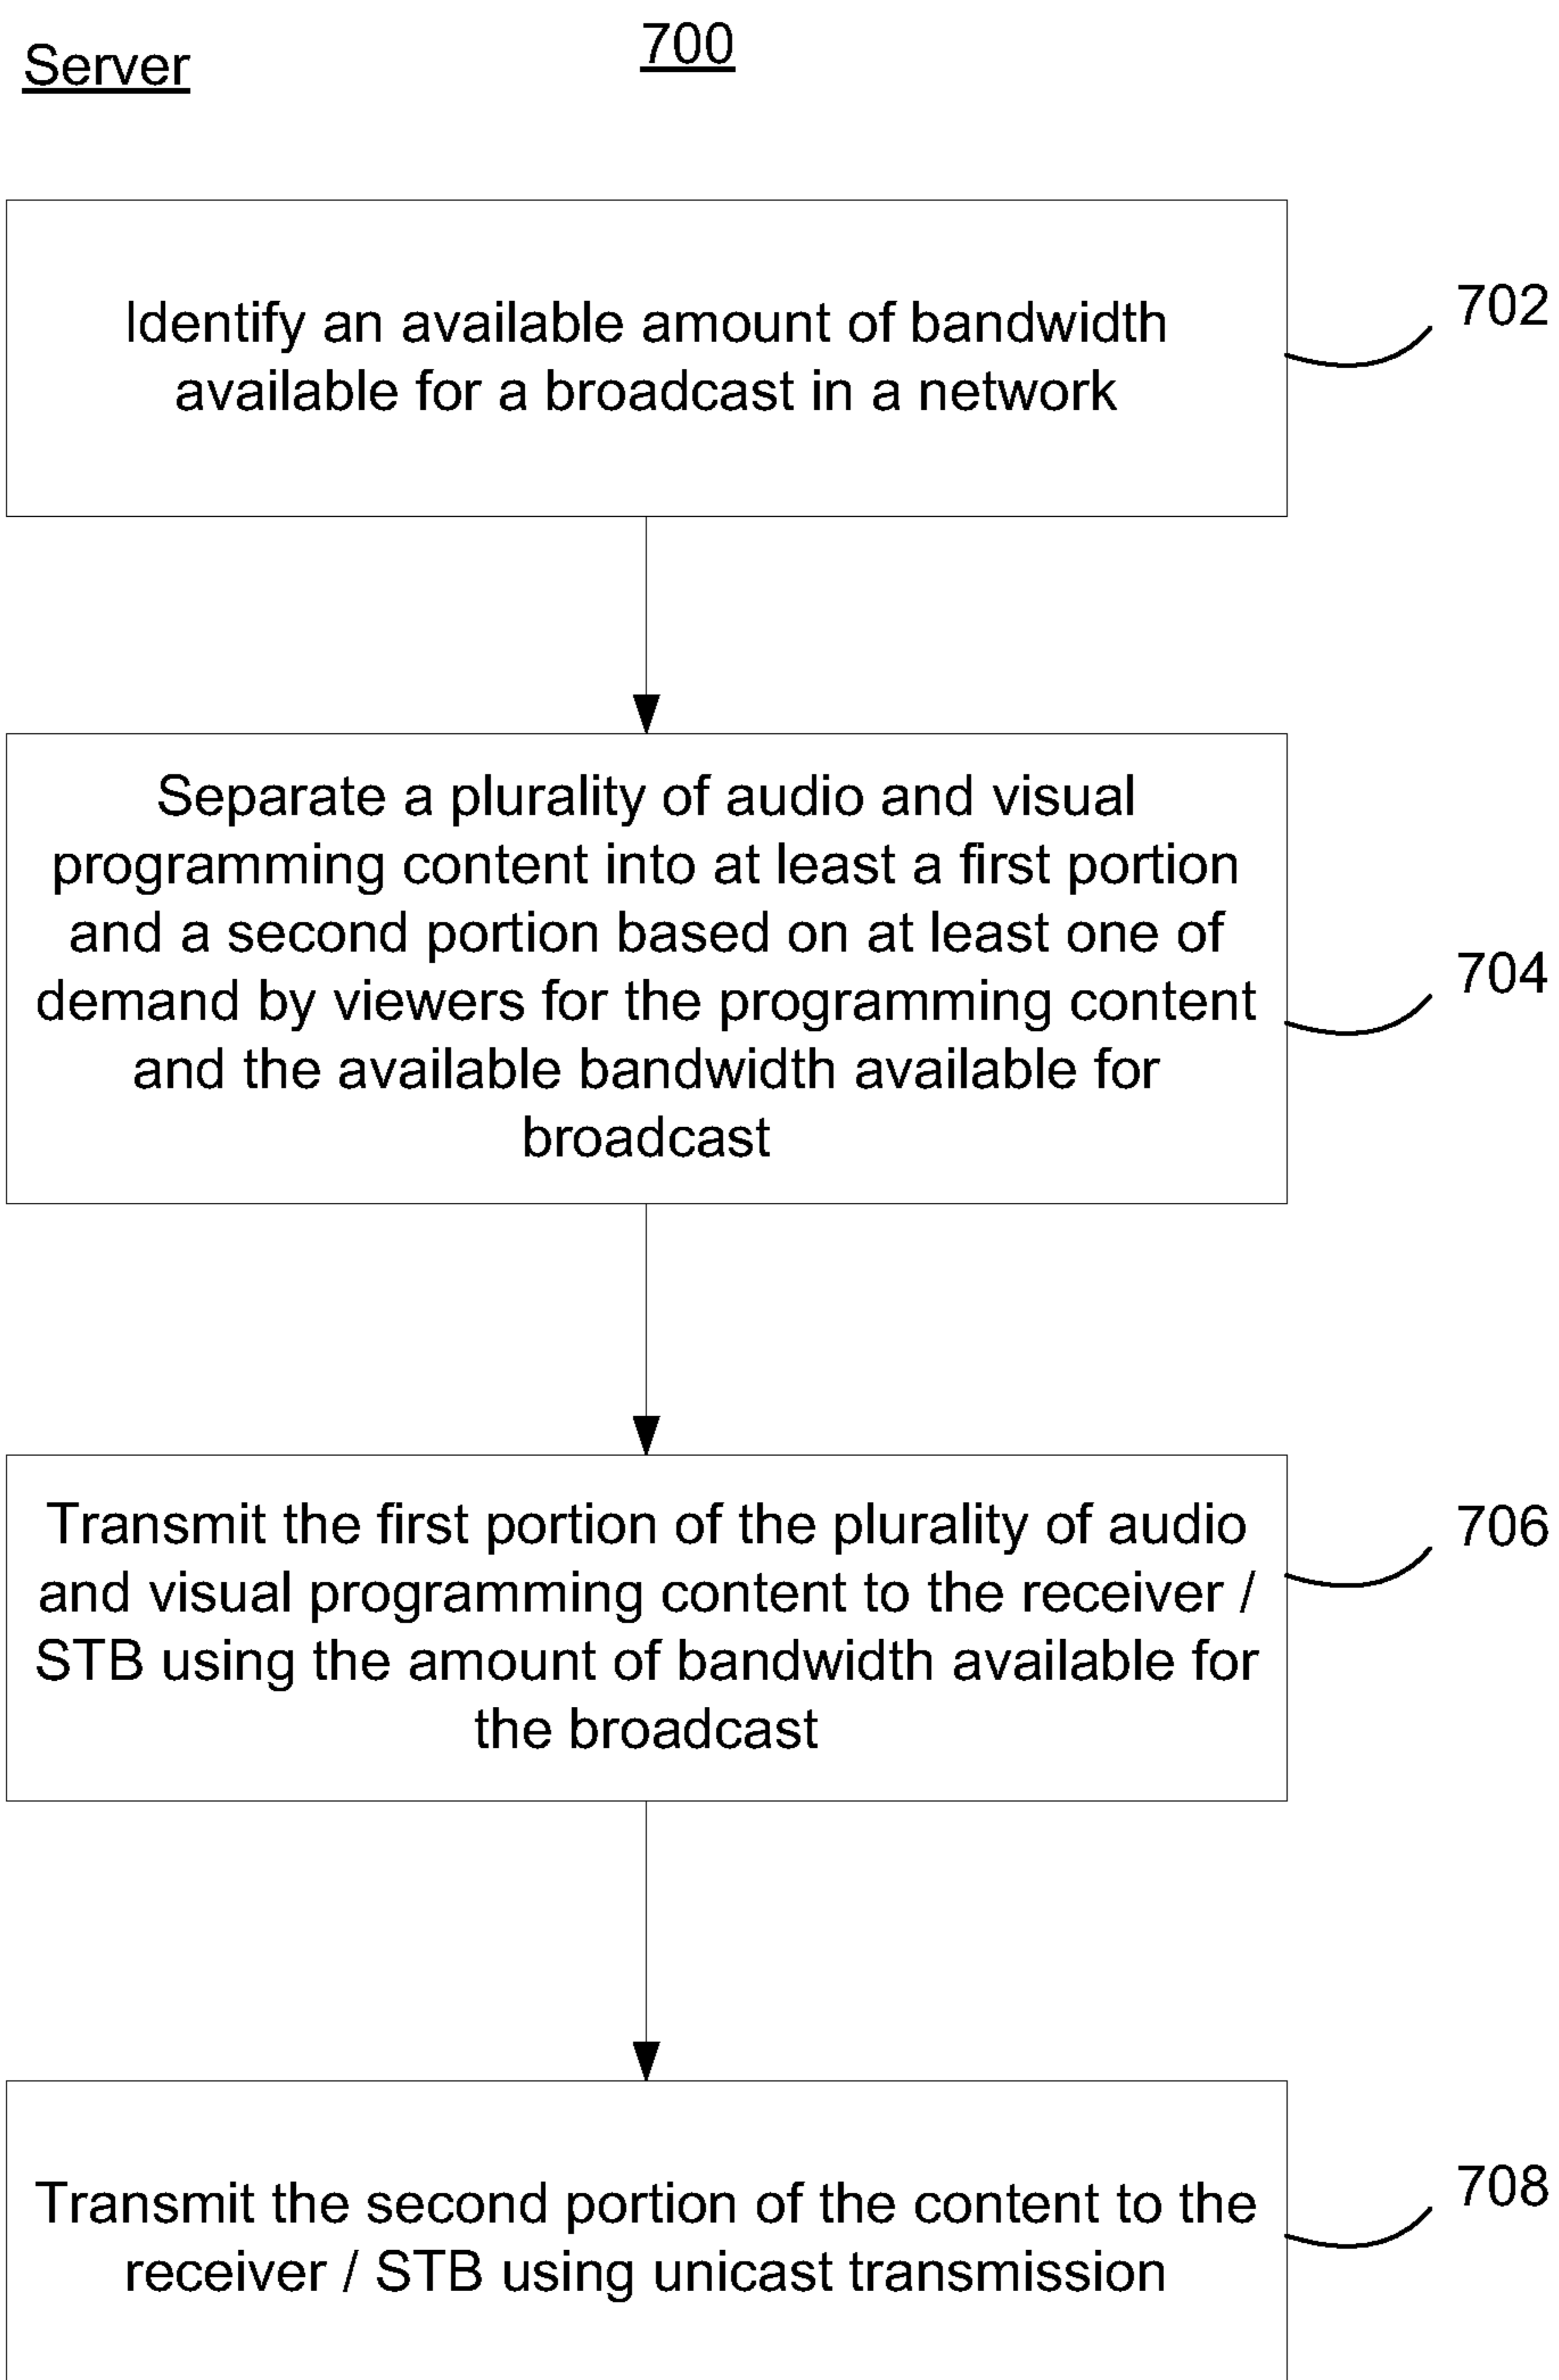 700
Server
Identify an available amount of bandwidth
available for a broadcast in a network
702
Separate a plurality of audio and visual
programming content into at least a first portion
and a second portion based on at least one of
demand by viewers for the programming content
and the available bandwidth available for
broadcast
704
Transmit the first portion of the plurality of audio
and visual programming content to the receiver /
STB using the amount of bandwidth available for
the broadcast
706
Transmit the second portion of the content to the
receiver / STB using unicast transmission
708